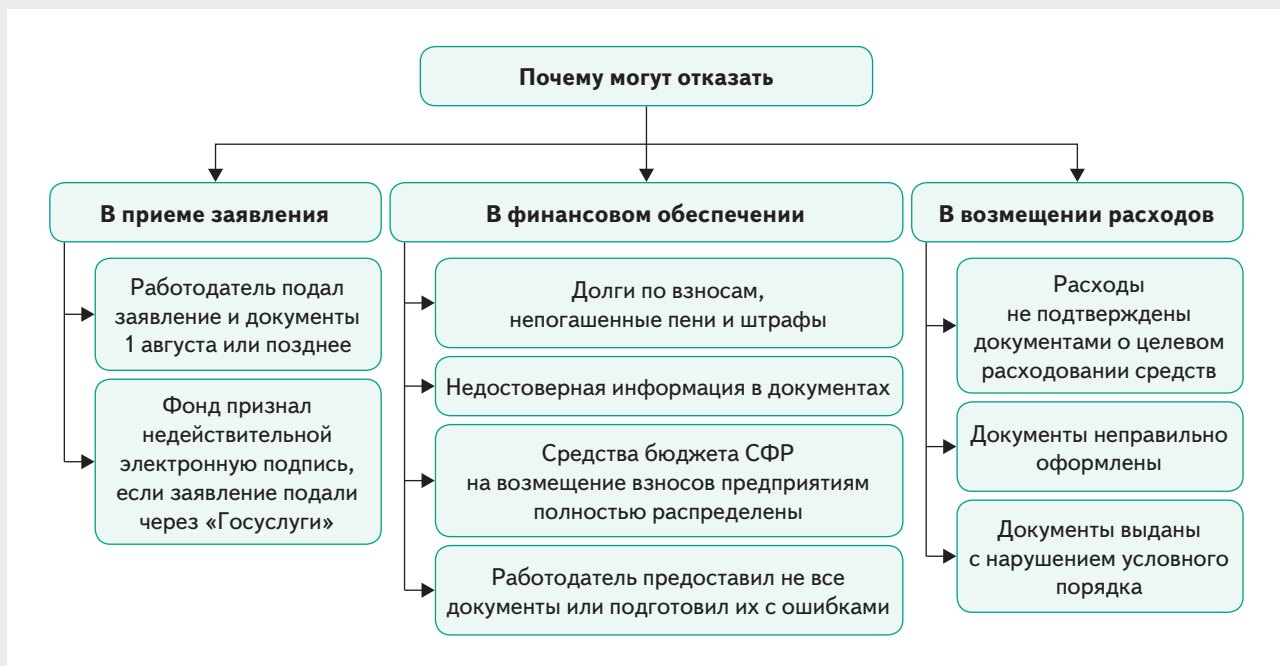 Почему могут отказать
В приеме заявления
Работодатель подал
заявление и документы
1 августа или позднее
Фонд признал
недействительной
электронную подпись,
если заявление подали
через «Госуслуги»
В финансовом обеспечении
Долги по взносам,
непогашенные пени и штрафы
Недостоверная информация в документах
Средства бюджета СФР
на возмещение взносов предприятиям
полностью распределены
Работодатель предоставил не все
документы или подготовил их с ошибками
В возмещении расходов
Расходы
не подтверждены
документами о целевом
расходовании средств
Документы неправильно
оформлены
Документы выданы
с нарушением условного
порядка